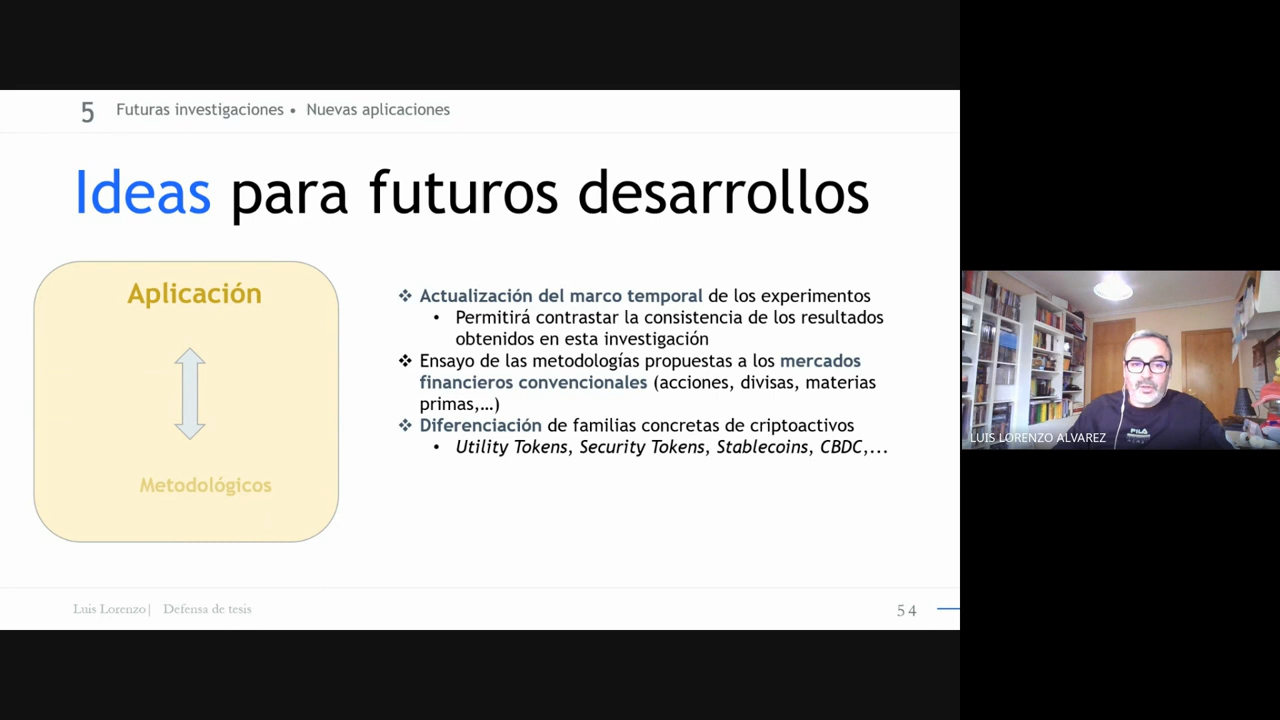 5 Futuras investigaciones • Nuevas aplicaciones
Ideas para futuros desarrollos
Aplicación
Metodológicos
❖ Actualización del marco temporal de los experimentos
• Permitirá contrastar la consistencia de los resultados
obtenidos en esta investigación
❖ Ensayo de las metodologías propuestas a los mercados
financieros convencionales (acciones, divisas, materias
primas,...)
❖ Diferenciación de familias concretas de criptoactivos
• Utility Tokens, Security Tokens, Stablecoins, CBDC,...
FILA
LUIS LORENZO ALVAREZ
Luis Lorenzo| Defensa de tesis
54